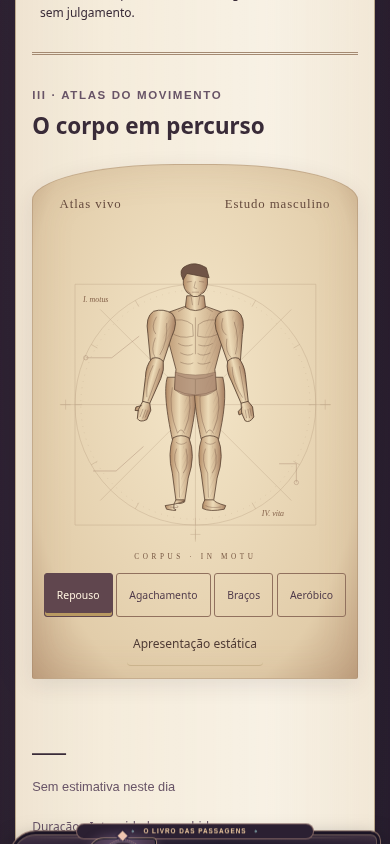 sem julgamento.
III · ATLAS DO MOVIMENTO
O corpo em percurso
Atlas vivo
Estudo masculino
I. motus
IV. vita
CORPUS · IN MOTU
Repouso
Agachamento
Braços
Aeróbico
Apresentação estática
Sem estimativa neste dia
O LIVRO DAS PASSAGENS